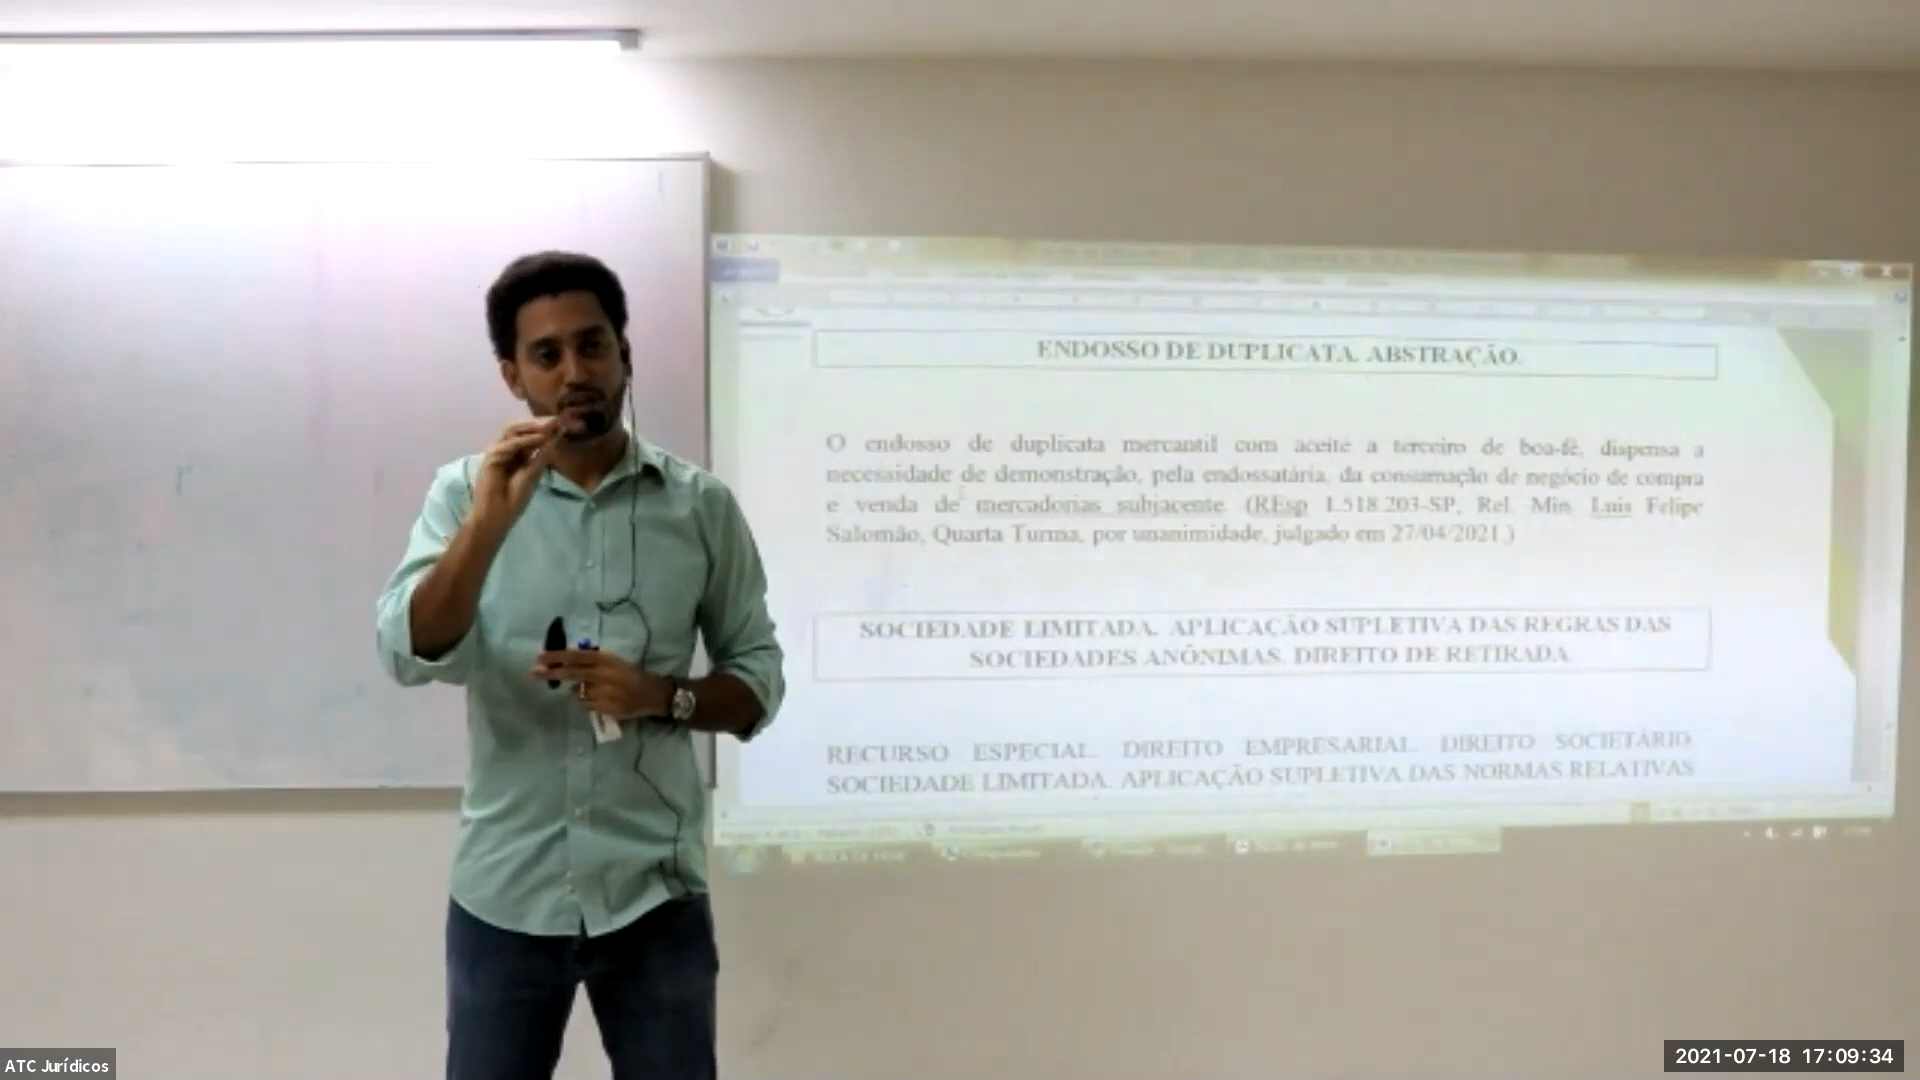 ENDOSSO DE DUPLICATA. ABSTRAÇÃO.
O endosso de duplicata mercantil com aceite a terceiro de boa-fé, dispensa a
necessidade de demonstração, pela endossatária, da consumação de negócio de compra
e venda de mercadorias subjacente. (REsp 1.518.203-SP, Rel. Min. Luis Felipe
Salomão, Quarta Turma, por unanimidade, julgado em 27/04/2021.)
SOCIEDADE LIMITADA. APLICAÇÃO SUPLETIVA DAS REGRAS DAS
SOCIEDADES ANÔNIMAS. DIREITO DE RETIRADA.
RECURSO ESPECIAL. DIREITO EMPRESARIAL. DIREITO SOCIETÁRIO.
SOCIEDADE LIMITADA. APLICAÇÃO SUPLETIVA DAS NORMAS RELATIVAS
ATC Jurídicos
2021-07-18 17:09:34